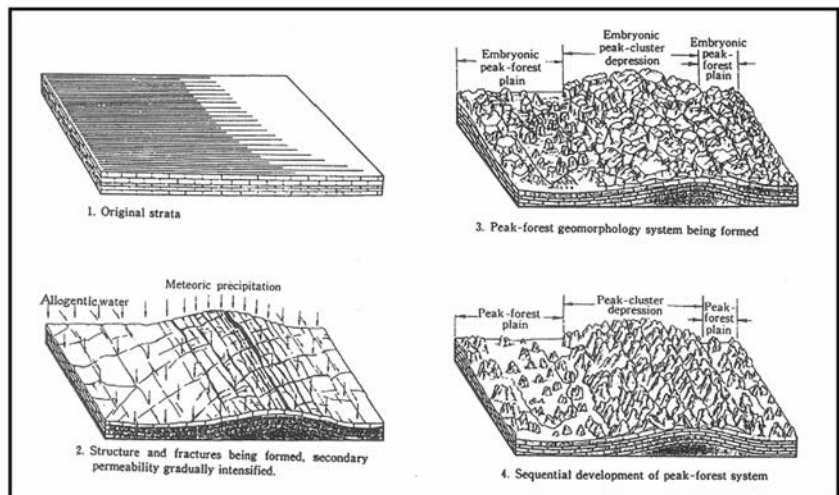 1. Original strata
Allogentic water
Meteoric precipitation
2. Structure and fractures being formed, secondary
permeability gradually intensified.
Embryonic
peak-forest
plain
Embryonic
peak-cluster
depression
Embryonic
peak-
forest
plain
3. Peak-forest geomorphology system being formed
Peak-forest
plain
Peak-cluster
depression
Peak-
forest
plain
4. Sequential development of peak-forest system